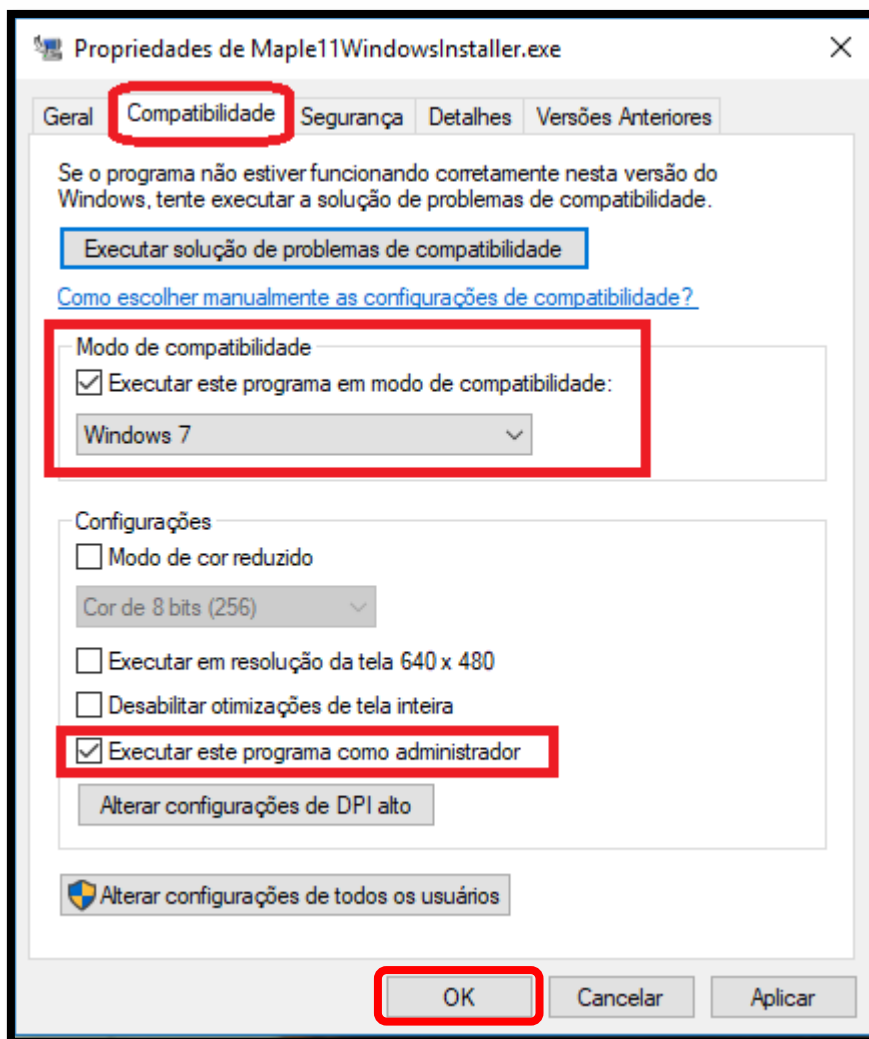 Propriedades de Maple11WindowsInstaller.exe
Geral Compatibilidade Segurança Detalhes Versões Anteriores
Se o programa não estiver funcionando corretamente nesta versão do
Windows, tente executar a solução de problemas de compatibilidade.
Executar solução de problemas de compatibilidade
Como escolher manualmente as configurações de compatibilidade?
Modo de compatibilidade
Executar este programa em modo de compatibilidade:
Windows 7
Configurações
Modo de cor reduzido
Cor de 8 bits (256)
Executar em resolução da tela 640 x 480
Desabilitar otimizações de tela inteira
Executar este programa como administrador
Alterar configurações de DPI alto
Alterar configurações de todos os usuários
OK Cancelar Aplicar